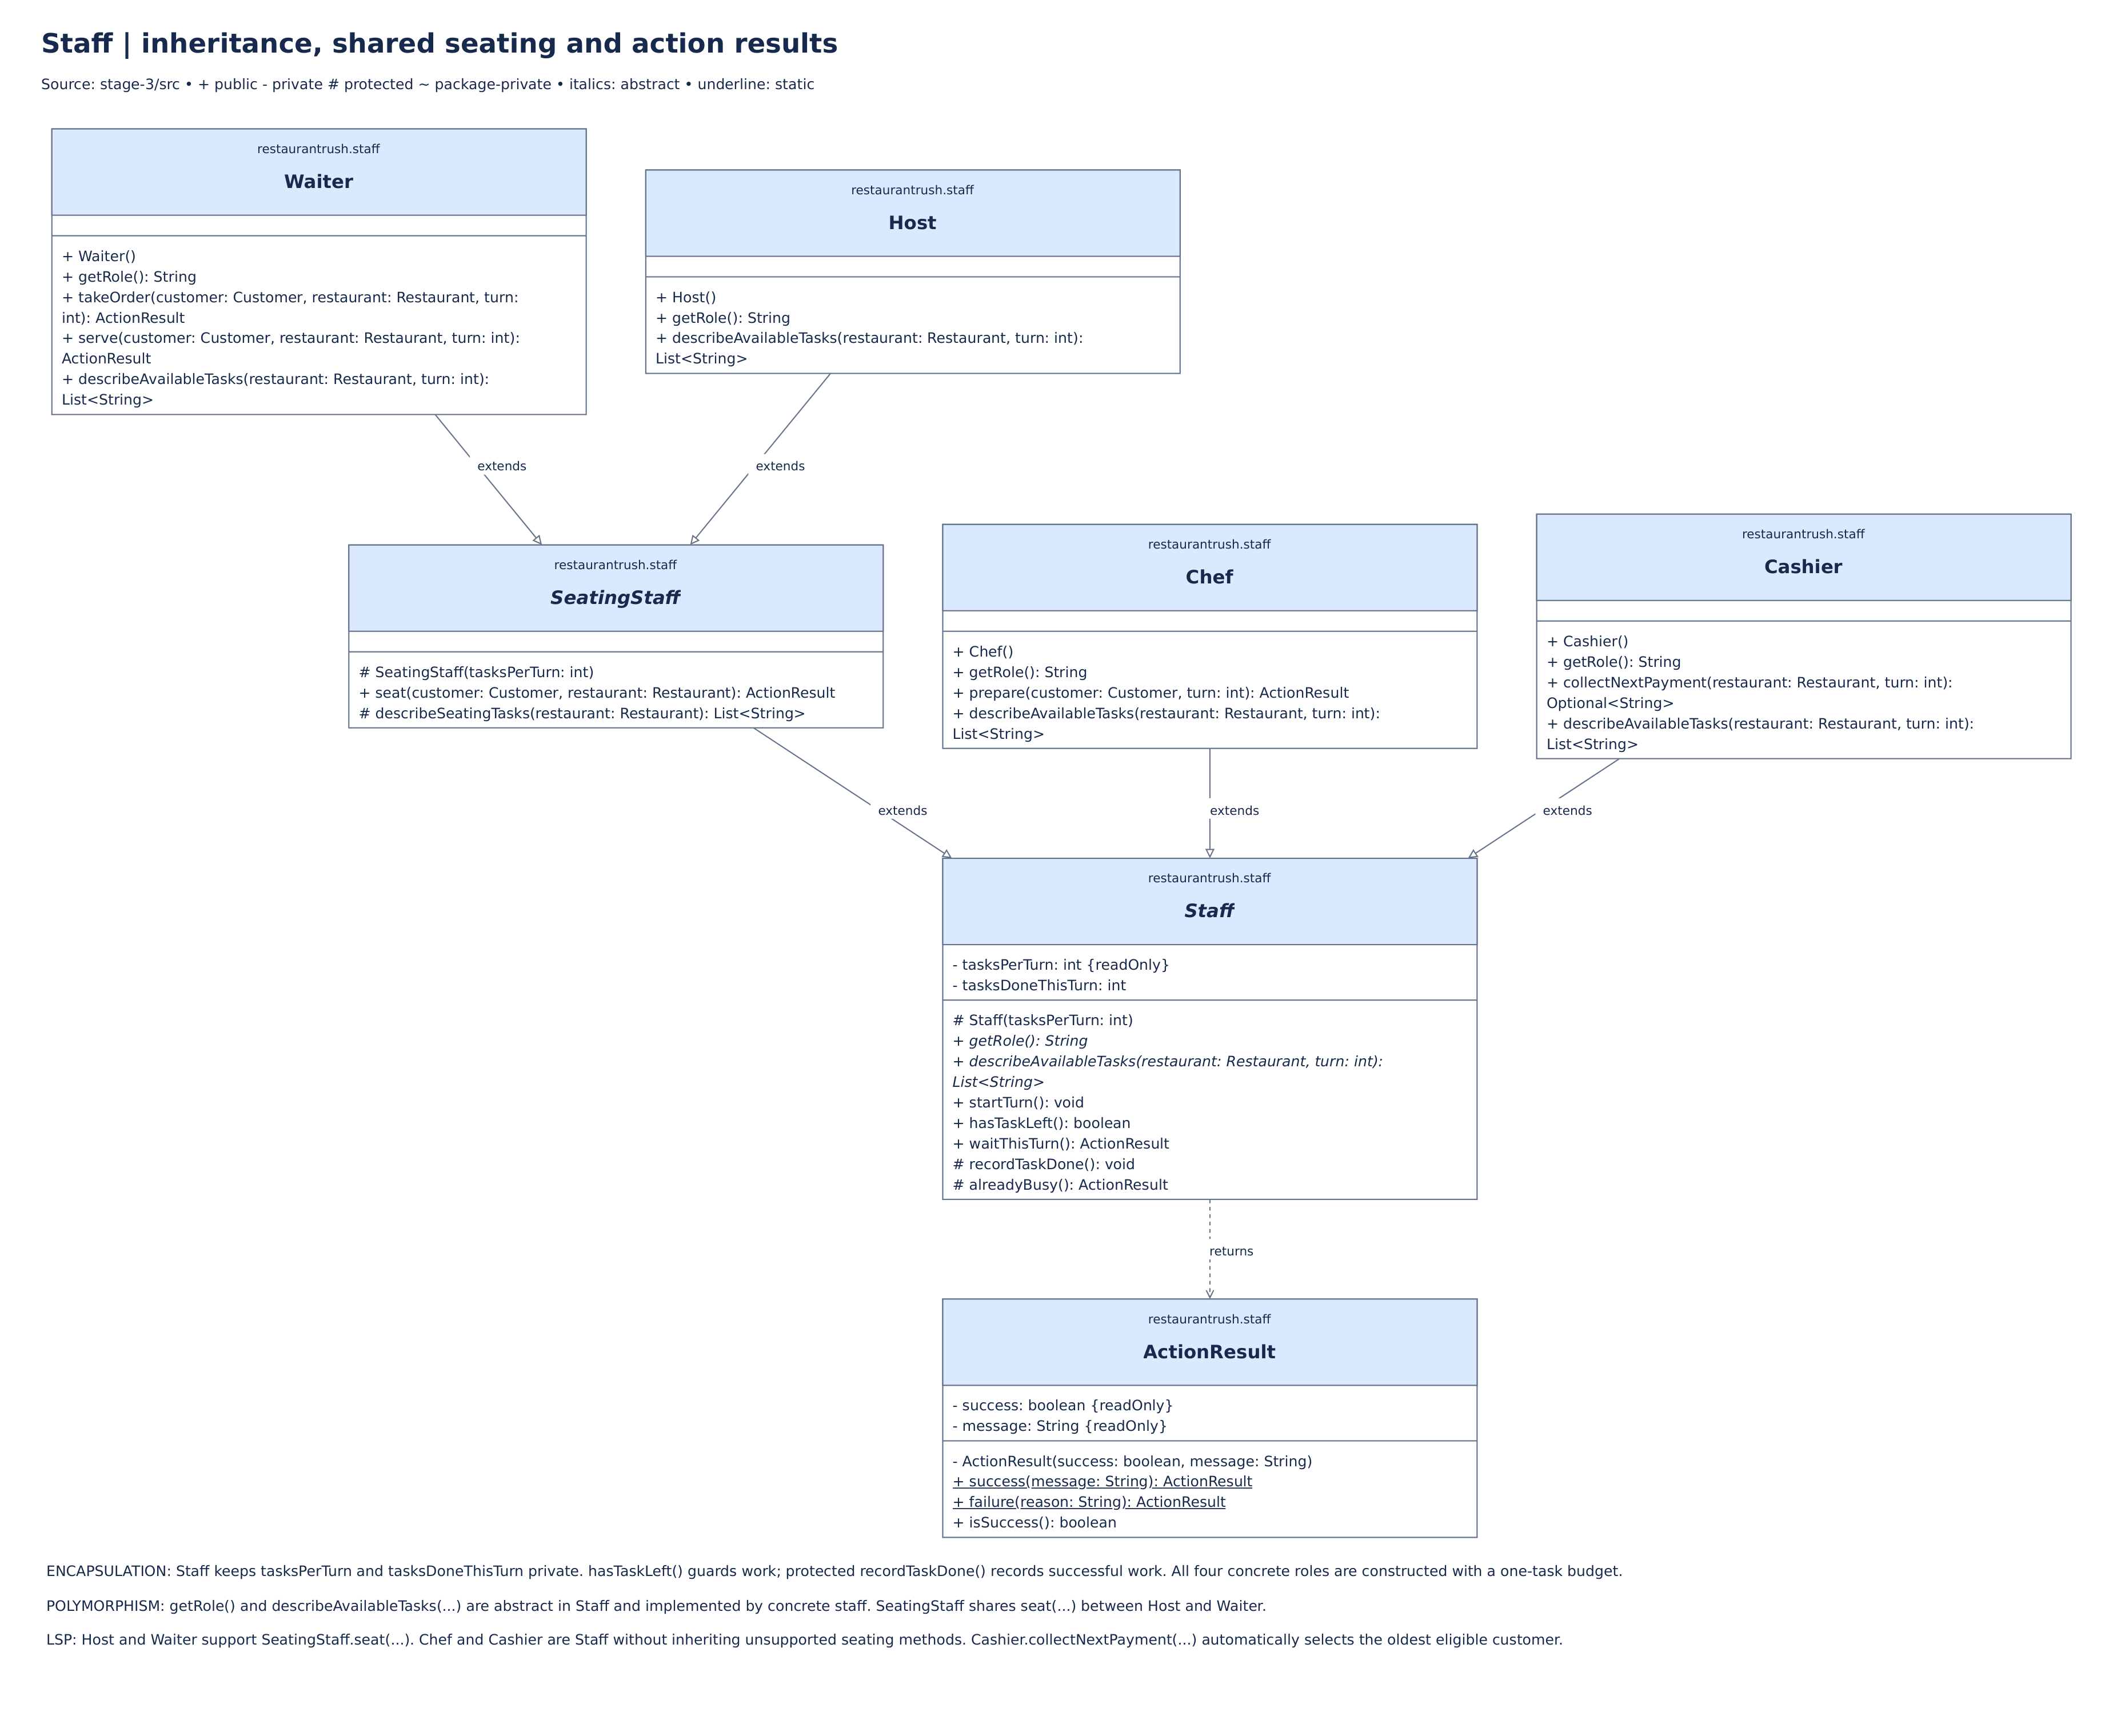 Staff | inheritance, shared seating and action results
Source: stage-3/src • + public - private # protected ~ package-private • italics: abstract • underline: static
restaurantrush.staff
Waiter
+ Waiter()
+ getRole(): String
+ takeOrder(customer: Customer, restaurant: Restaurant, turn:
int): ActionResult
+ serve(customer: Customer, restaurant: Restaurant, turn: int):
ActionResult
+ describeAvailableTasks(restaurant: Restaurant, turn: int):
List<String>
restaurantrush.staff
Host
+ Host()
+ getRole(): String
+ describeAvailableTasks(restaurant: Restaurant, turn: int):
List<String>
extends
extends
restaurantrush.staff
SeatingStaff
# SeatingStaff(tasksPerTurn: int)
+ seat(customer: Customer, restaurant: Restaurant): ActionResult
# describeSeatingTasks(restaurant: Restaurant): List<String>
restaurantrush.staff
Chef
+ Chef()
+ getRole(): String
+ prepare(customer: Customer, turn: int): ActionResult
+ describeAvailableTasks(restaurant: Restaurant, turn: int):
List<String>
restaurantrush.staff
Cashier
+ Cashier()
+ getRole(): String
+ collectNextPayment(restaurant: Restaurant, turn: int):
Optional<String>
+ describeAvailableTasks(restaurant: Restaurant, turn: int):
List<String>
extends
extends
extends
restaurantrush.staff
Staff
- tasksPerTurn: int {readOnly}
- tasksDoneThisTurn: int
# Staff(tasksPerTurn: int)
+ getRole(): String
+ describeAvailableTasks(restaurant: Restaurant, turn: int):
List<String>
+ startTurn(): void
+ hasTaskLeft(): boolean
+ waitThisTurn(): ActionResult
# recordTaskDone(): void
# alreadyBusy(): ActionResult
returns
restaurantrush.staff
ActionResult
- success: boolean {readOnly}
- message: String {readOnly}
- ActionResult(success: boolean, message: String)
+ success(message: String): ActionResult
+ failure(reason: String): ActionResult
+ isSuccess(): boolean
ENCAPSULATION: Staff keeps tasksPerTurn and tasksDoneThisTurn private. hasTaskLeft() guards work; protected recordTaskDone() records successful work. All four concrete roles are constructed with a one-task budget.
POLYMORPHISM: getRole() and describeAvailableTasks(...) are abstract in Staff and implemented by concrete staff. SeatingStaff shares seat(...) between Host and Waiter.
LSP: Host and Waiter support SeatingStaff.seat(...). Chef and Cashier are Staff without inheriting unsupported seating methods. Cashier.collectNextPayment(...) automatically selects the oldest eligible customer.